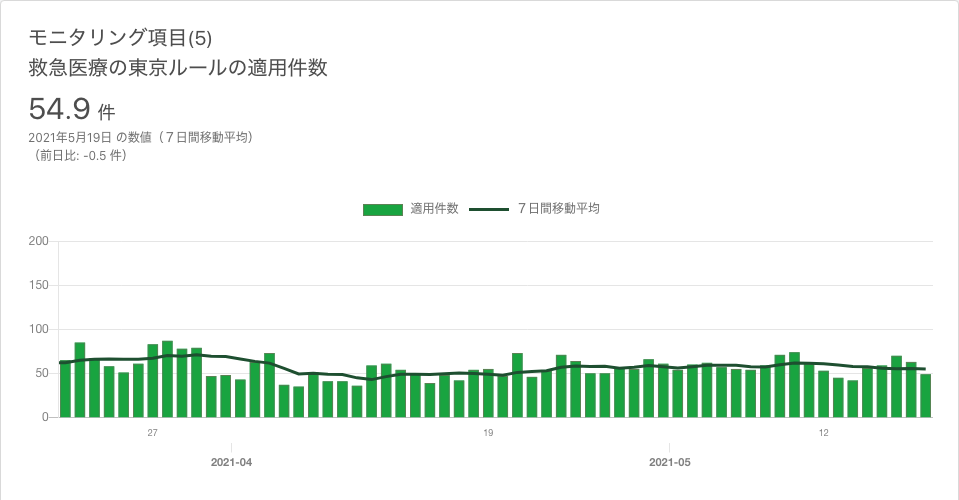 モニタリング項目(5)
救急医療の東京ルールの適用件数
54.9 件
2021年5月19日 の数値（７日間移動平均）
（前日比: -0.5 件）
適用件数 ７日間移動平均
200
150
100
50
0
27 19 12
2021-04 2021-05